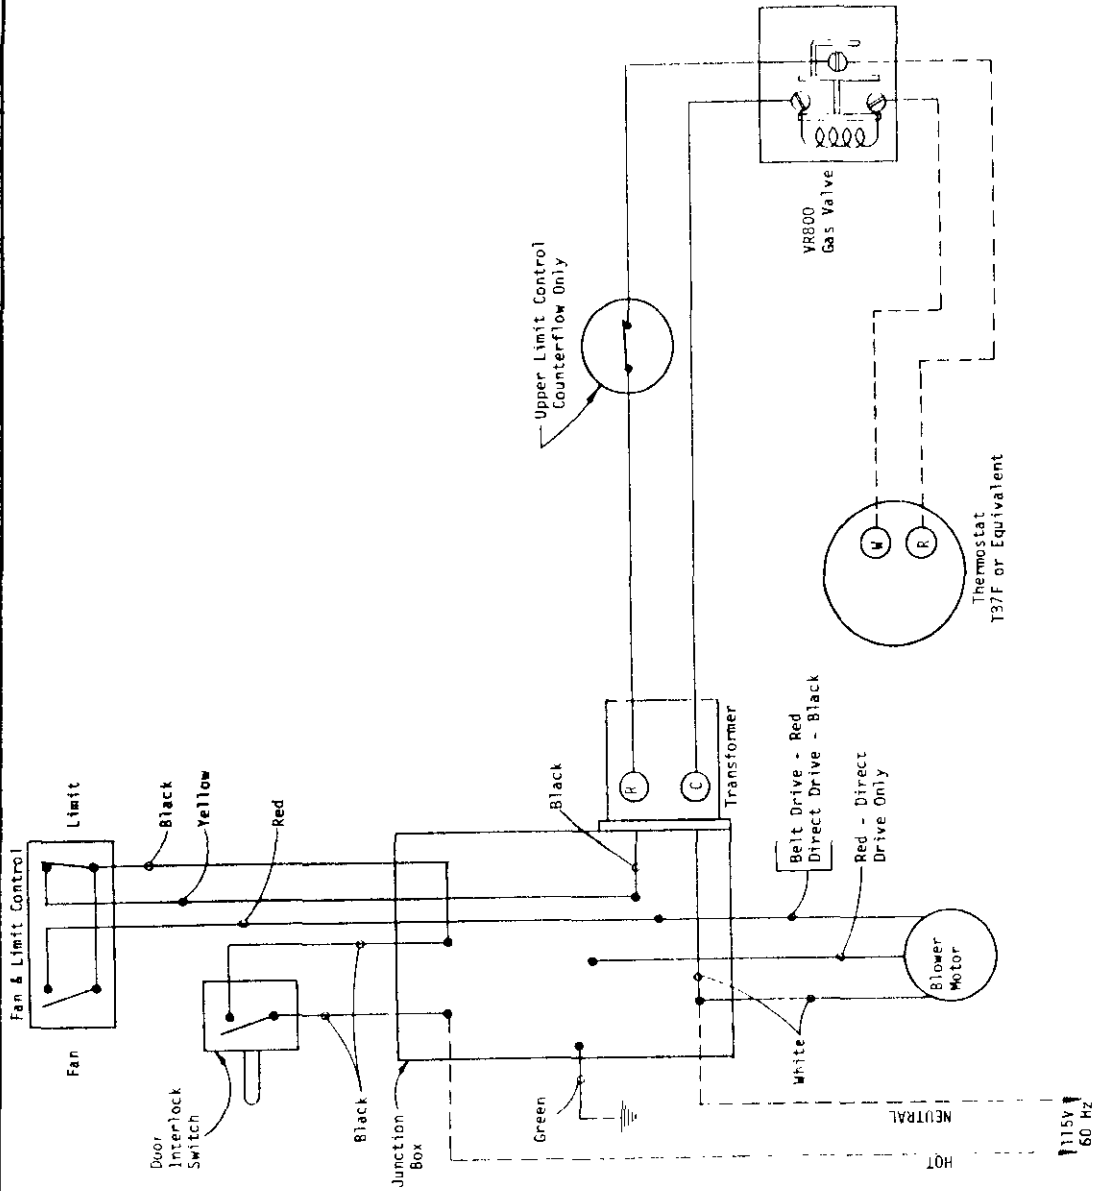 Fan & Limit Control
Fan
Limit
Black
Yellow
Red
Door
Interlock
Switch
Black
Junction
Box
Green
Black
R
C
Transformer
Belt Drive - Red
Direct Drive - Black
Red - Direct
Drive Only
Blower
Motor
White
NEUTRAL
HOT
115V
60 Hz
Upper Limit Control
Counterflow Only
VR800
Gas Valve
W
R
Thermostat
T87F or Equivalent